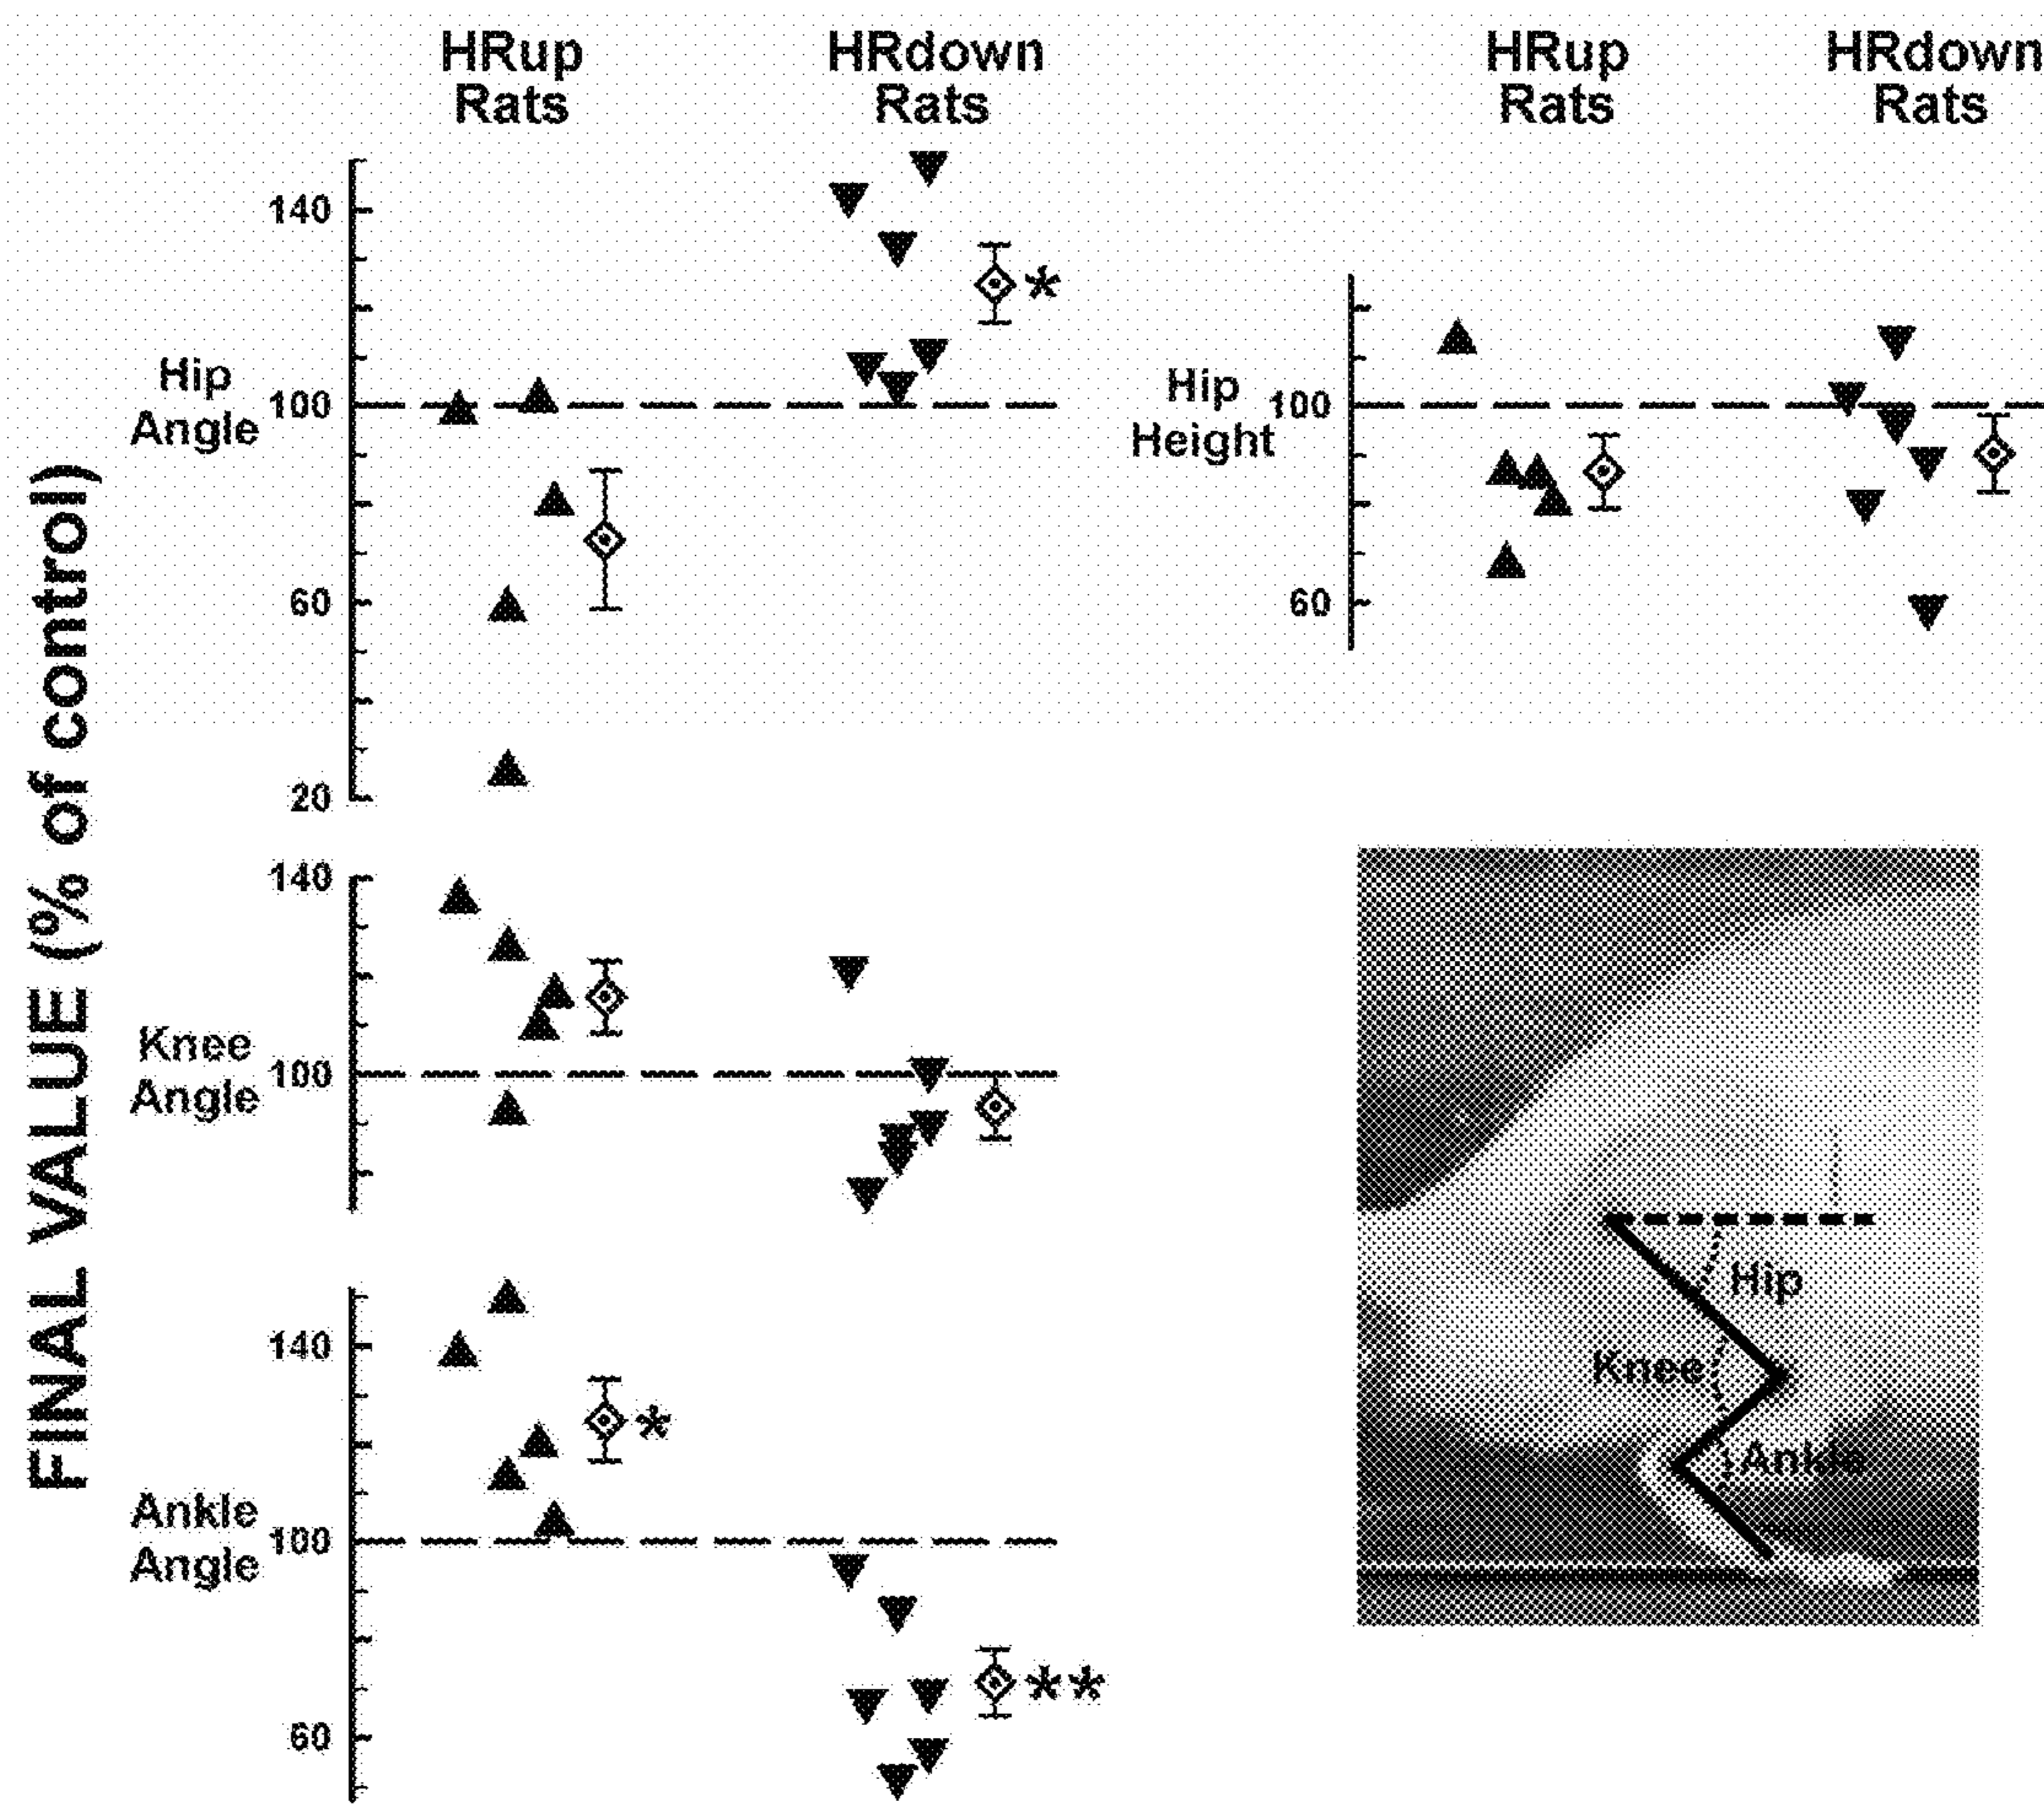 HRup
Rats
HRdown
Rats
HRup
Rats
HRdown
Rats
FINAL VALUE (% of control)
Hip
Angle
140
100
60
20
*
Hip
Height
100
60
Knee
Angle
140
100
Ankle
Angle
140
100
60
*
**
Hip
Knee
Ankle